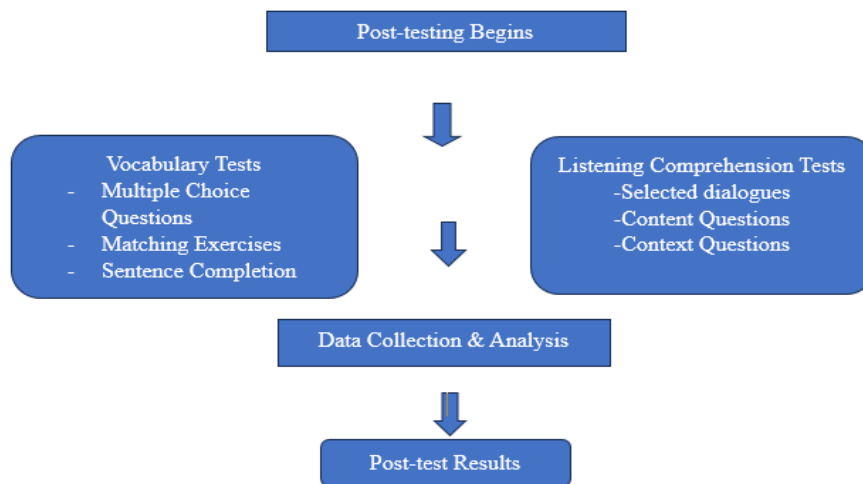 Post-testing Begins
Vocabulary Tests
- Multiple Choice
Questions
- Matching Exercises
- Sentence Completion
Listening Comprehension Tests
-Selected dialogues
-Content Questions
-Context Questions
Data Collection & Analysis
Post-test Results